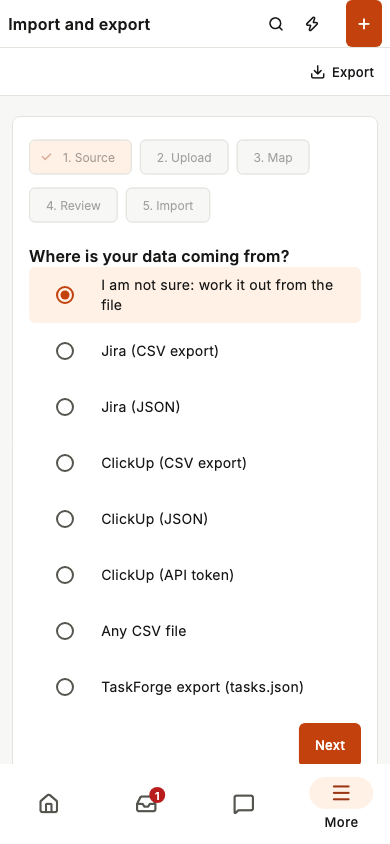 Import and export
Export
1. Source
2. Upload
3. Map
4. Review
5. Import
Where is your data coming from?
I am not sure: work it out from the
file
Jira (CSV export)
Jira (JSON)
ClickUp (CSV export)
ClickUp (JSON)
ClickUp (API token)
Any CSV file
TaskForge export (tasks.json)
Next
1
More